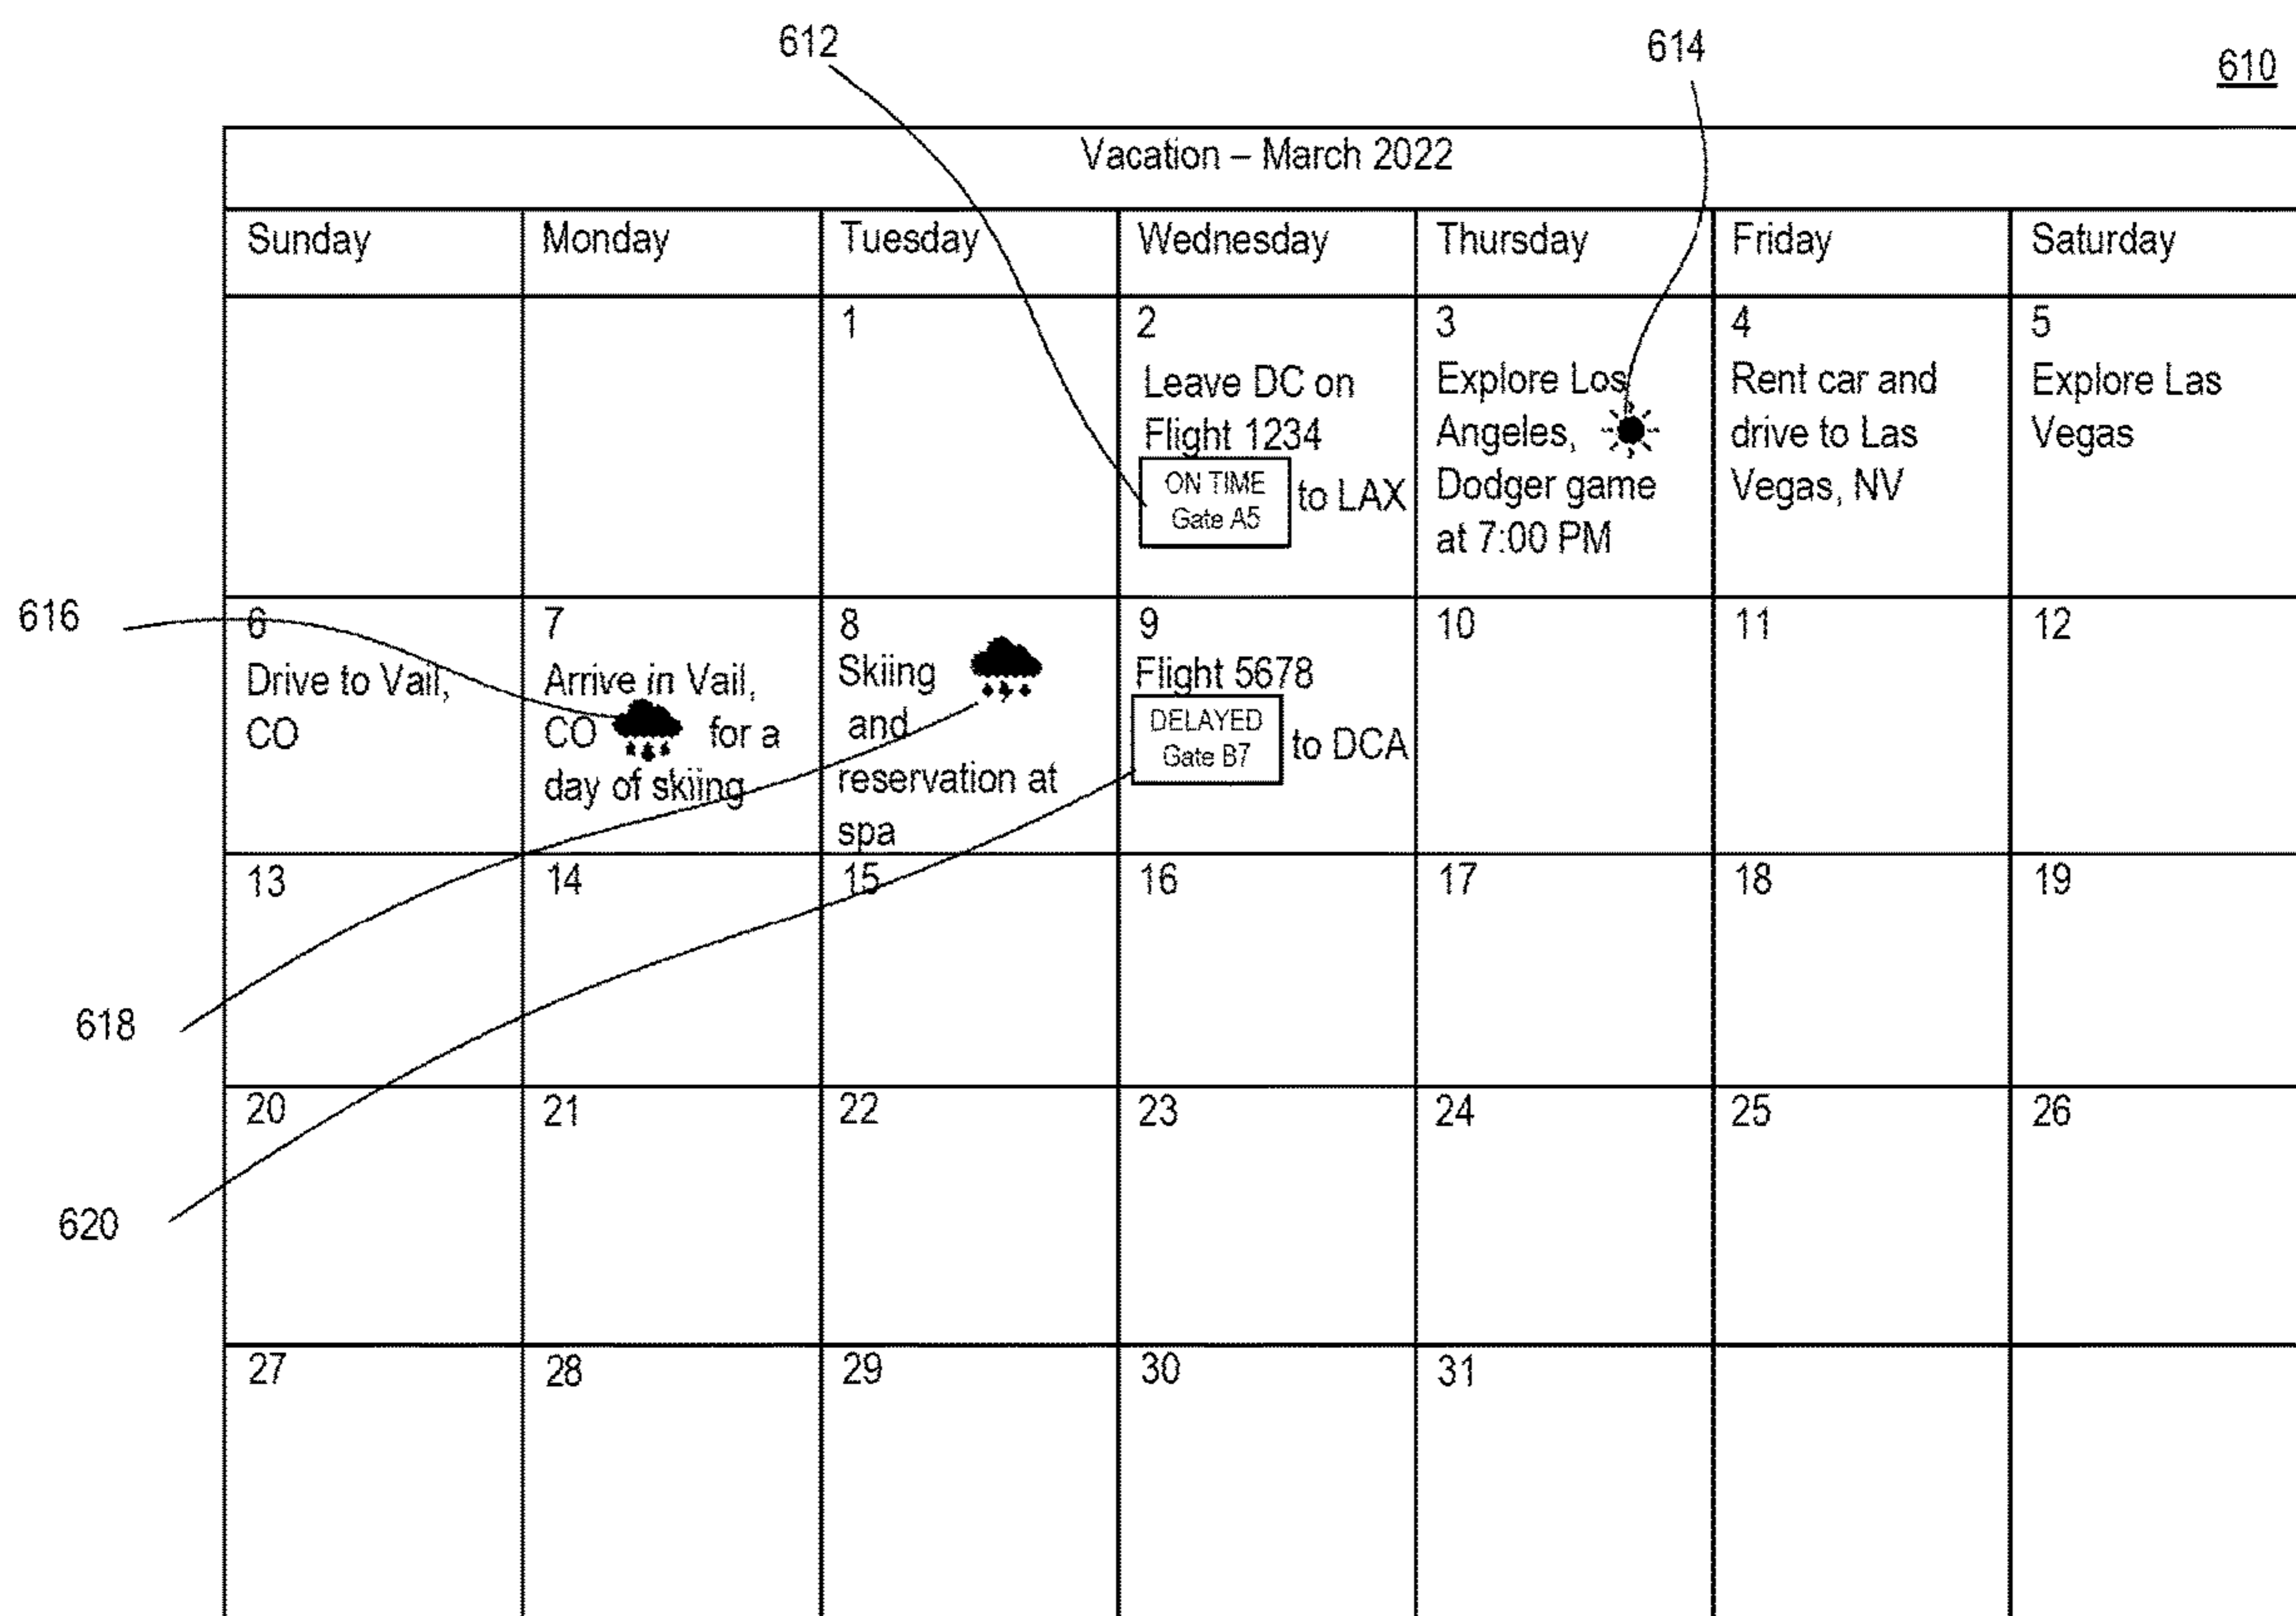 612
614
610
Vacation – March 2022
Sunday
Monday
Tuesday
Wednesday
Thursday
Friday
Saturday
1
2
Leave DC on
Flight 1234
ON TIME
Gate A5
to LAX
3
Explore Los
Angeles,
Dodger game
at 7:00 PM
4
Rent car and
drive to Las
Vegas, NV
5
Explore Las
Vegas
616
6
Drive to Vail,
CO
7
Arrive in Vail,
CO for a
day of skiing
8
Skiing
and
reservation at
spa
9
Flight 5678
DELAYED
Gate B7
to DCA
10
11
12
13
14
15
16
17
18
19
618
20
21
22
23
24
25
26
620
27
28
29
30
31